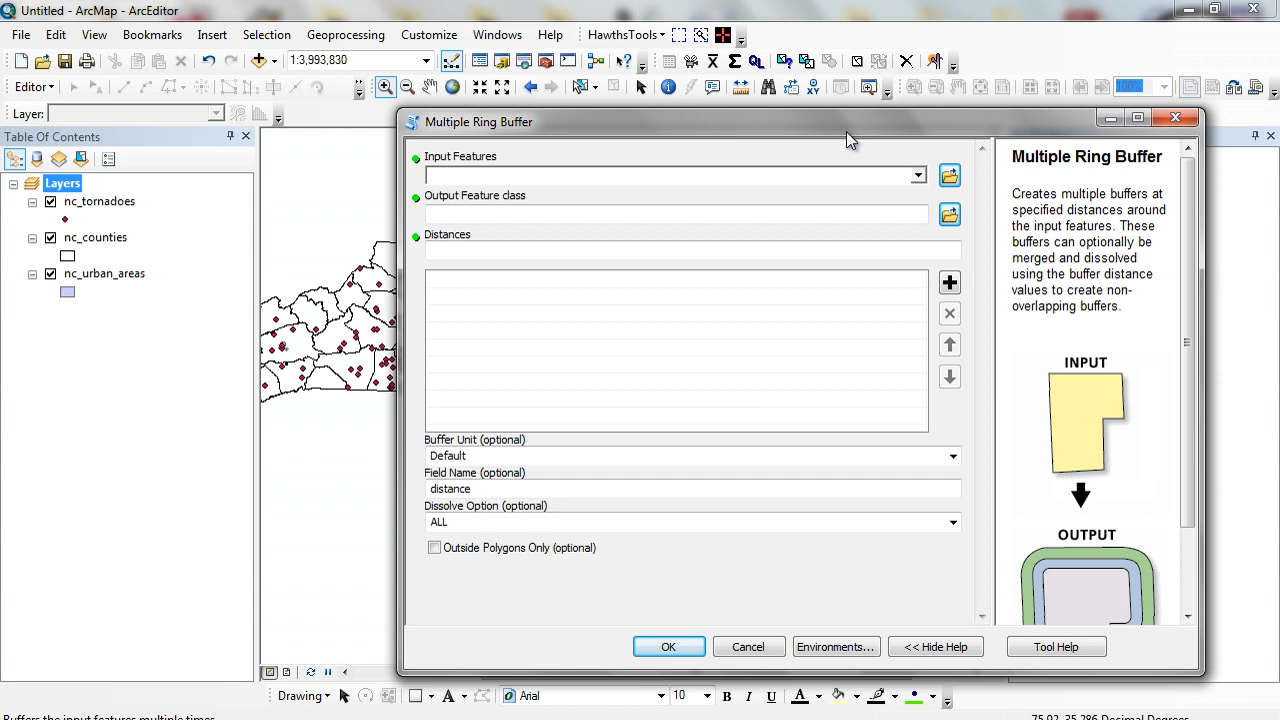 Untitled - ArcMap - ArcEditor
File Edit View Bookmarks Insert Selection Geoprocessing Customize Windows Help HawthsTools
1:3,993,830
Editor 100%
Layer:
Table Of Contents
Layers
nc_tornadoes
nc_counties
nc_urban_areas
Multiple Ring Buffer
Input Features
Output Feature class
Distances
Buffer Unit (optional)
Default
Field Name (optional)
distance
Dissolve Option (optional)
ALL
Outside Polygons Only (optional)
OK Cancel Environments... << Hide Help Tool Help
Multiple Ring Buffer
Creates multiple buffers at
specified distances around
the input features. These
buffers can optionally be
merged and dissolved
using the buffer distance
values to create non-
overlapping buffers.
INPUT
OUTPUT
Drawing A Arial 10 B I U A
Buffers the input features multiple times
-75.92 35.286 Decimal Degrees